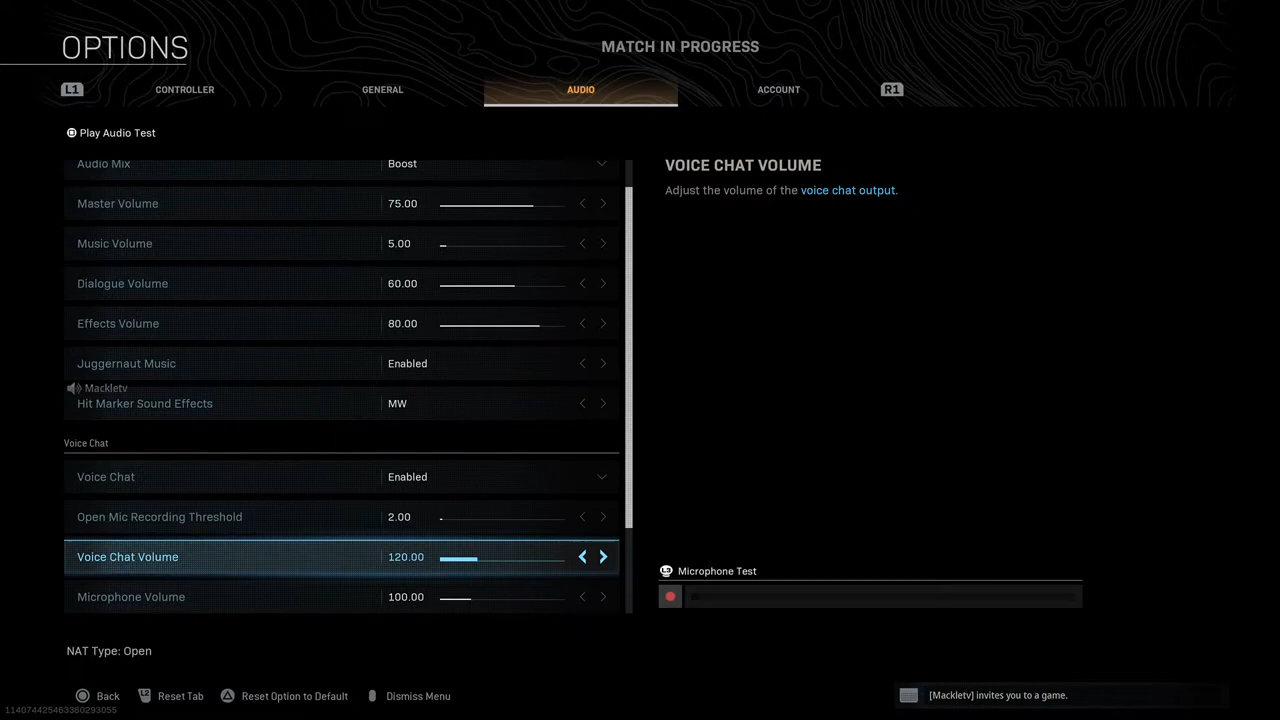 OPTIONS
MATCH IN PROGRESS
L1 CONTROLLER GENERAL AUDIO ACCOUNT R1
Play Audio Test
Audio Mix Boost
Master Volume 75.00
Music Volume 5.00
Dialogue Volume 60.00
Effects Volume 80.00
Juggernaut Music Enabled
Mackletv
Hit Marker Sound Effects MW
Voice Chat
Voice Chat Enabled
Open Mic Recording Threshold 2.00
Voice Chat Volume 120.00
Microphone Volume 100.00
VOICE CHAT VOLUME
Adjust the volume of the voice chat output.
L3 Microphone Test
NAT Type: Open
Back L2 Reset Tab Reset Option to Default Dismiss Menu
[Mackletv] invites you to a game.
11407442546338029​3055